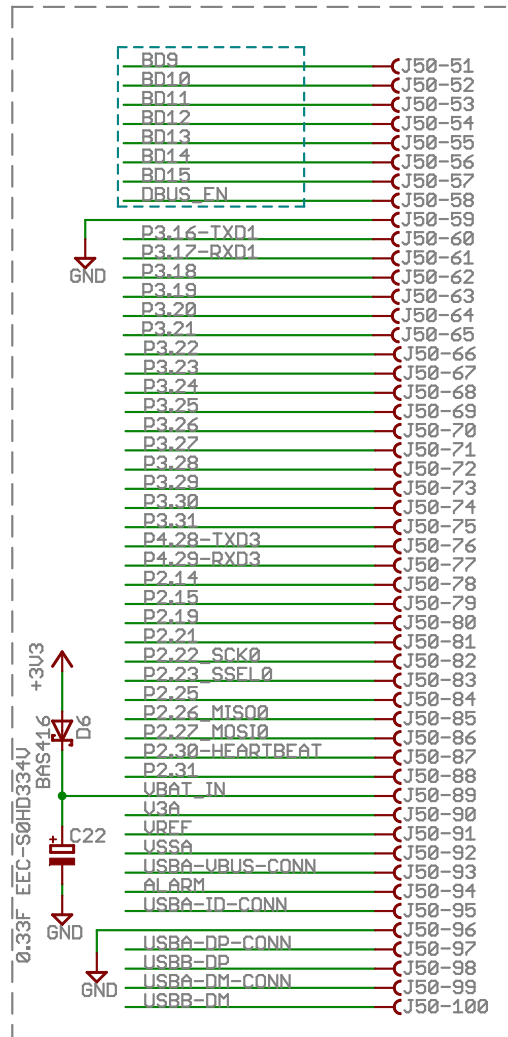 BD9 J50-51
BD10 J50-52
BD11 J50-53
BD12 J50-54
BD13 J50-55
BD14 J50-56
BD15 J50-57
DBUS_EN J50-58
J50-59
P3.16-TXD1 J50-60
P3.17-RXD1 J50-61
GND
P3.18 J50-62
P3.19 J50-63
P3.20 J50-64
P3.21 J50-65
P3.22 J50-66
P3.23 J50-67
P3.24 J50-68
P3.25 J50-69
P3.26 J50-70
P3.27 J50-71
P3.28 J50-72
P3.29 J50-73
P3.30 J50-74
P3.31 J50-75
P4.28-TXD3 J50-76
P4.29-RXD3 J50-77
P2.14 J50-78
P2.15 J50-79
P2.19 J50-80
P2.21 J50-81
P2.22_SCK0 J50-82
P2.23_SSEL0 J50-83
P2.25 J50-84
P2.26_MISO0 J50-85
P2.27_MOSI0 J50-86
P2.30-HEARTBEAT J50-87
P2.31 J50-88
VBAT_IN J50-89
V3A J50-90
VREF J50-91
VSSA J50-92
USBA-VBUS-CONN J50-93
ALARM J50-94
USBA-ID-CONN J50-95
J50-96
USBA-DP-CONN J50-97
USBB-DP J50-98
USBA-DM-CONN J50-99
USBB-DM J50-100
+3V3
BAS416
D6
0.33F EEC-S0HD334V
+
C22
GND
GND